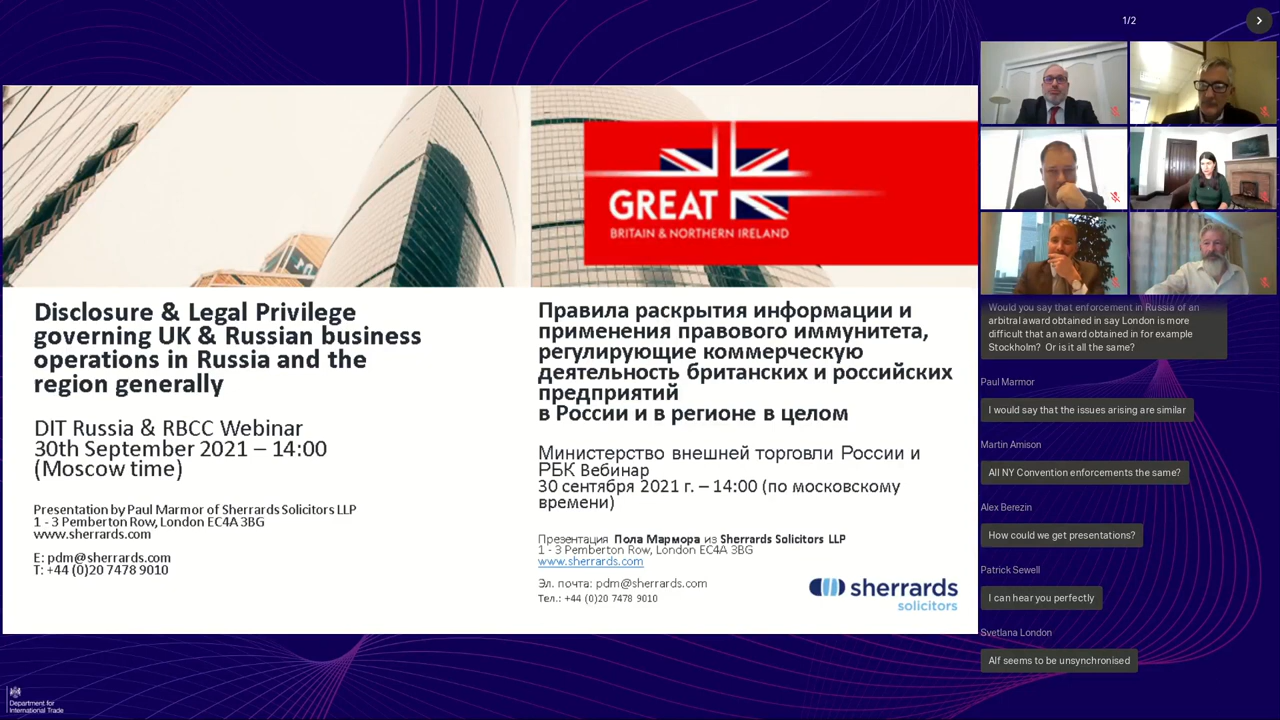 1/2
GREAT
BRITAIN & NORTHERN IRELAND
Disclosure & Legal Privilege
governing UK & Russian business
operations in Russia and the
region generally
DIT Russia & RBCC Webinar
30th September 2021 – 14:00
(Moscow time)
Presentation by Paul Marmor of Sherrards Solicitors LLP
1 - 3 Pemberton Row, London EC4A 3BG
www.sherrards.com
E: pdm@sherrards.com
T: +44 (0)20 7478 9010
Правила раскрытия информации и
применения правового иммунитета,
регулирующие коммерческую
деятельность британских и российских
предприятий
в России и в регионе в целом
Министерство внешней торговли России и
РБК Вебинар
30 сентября 2021 г. – 14:00 (по московскому
времени)
Презентация Пола Мармора из Sherrards Solicitors LLP
1 - 3 Pemberton Row, London EC4A 3BG
www.sherrards.com
Эл. почта: pdm@sherrards.com
Тел.: +44 (0)20 7478 9010
sherrards
solicitors
Would you say that enforcement in Russia of an
arbitral award obtained in say London is more
difficult that an award obtained in for example
Stockholm? Or is it all the same?
Paul Marmor
I would say that the issues arising are similar
Martin Amison
All NY Convention enforcements the same?
Alex Berezin
How could we get presentations?
Patrick Sewell
I can hear you perfectly
Svetlana London
Alf seems to be unsynchronised
Department for
International Trade